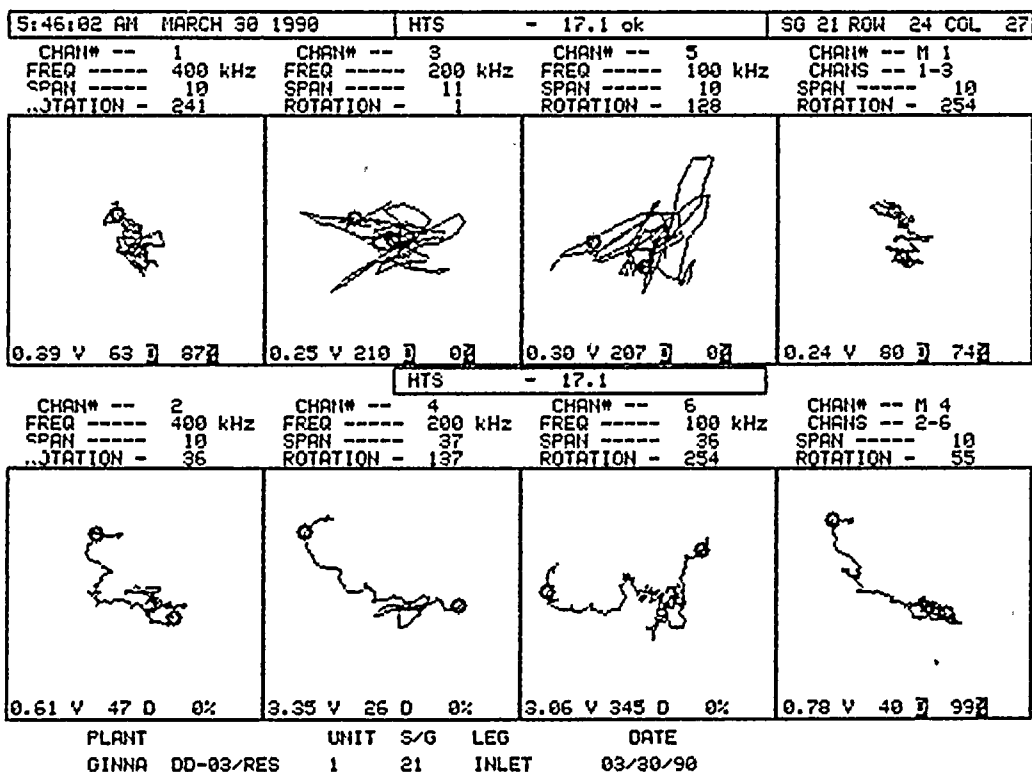 5:46:02 AM MARCH 30 1990 HTS - 17.1 ok SG 21 ROW 24 COL 27
CHAN# -- 1 CHAN# -- 3 CHAN# -- 5 CHAN# -- M 1
FREQ ----- 400 kHz FREQ ----- 200 kHz FREQ ----- 100 kHz CHANS -- 1-3
SPAN ----- 10 SPAN ----- 11 SPAN ----- 10 SPAN ----- 10
..OTATION - 241 ROTATION - 1 ROTATION - 128 ROTATION - 254
0.39 V 63 D 87% 0.25 V 210 D 0% 0.30 V 207 D 0% 0.24 V 80 D 74%
HTS - 17.1
CHAN# -- 2 CHAN# -- 4 CHAN# -- 6 CHAN# -- M 4
FREQ ----- 400 kHz FREQ ----- 200 kHz FREQ ----- 100 kHz CHANS -- 2-6
SPAN ----- 10 SPAN ----- 37 SPAN ----- 36 SPAN ----- 10
..OTATION - 36 ROTATION - 137 ROTATION - 254 ROTATION - 55
0.61 V 47 D 0% 3.35 V 26 D 0% 3.06 V 345 D 0% 0.78 V 40 D 99%
PLANT UNIT S/G LEG DATE
GINNA DD-03/RES 1 21 INLET 03/30/90